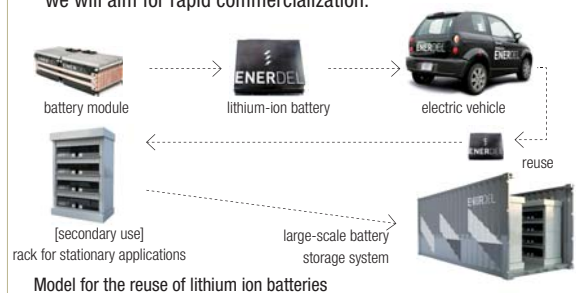 we will aim for rapid commercialization.
ENERDEL
ENERDEL
battery module
lithium-ion battery
electric vehicle
ENERDEL
reuse
ENERDEL
[secondary use]
rack for stationary applications
large-scale battery
storage system
Model for the reuse of lithium ion batteries